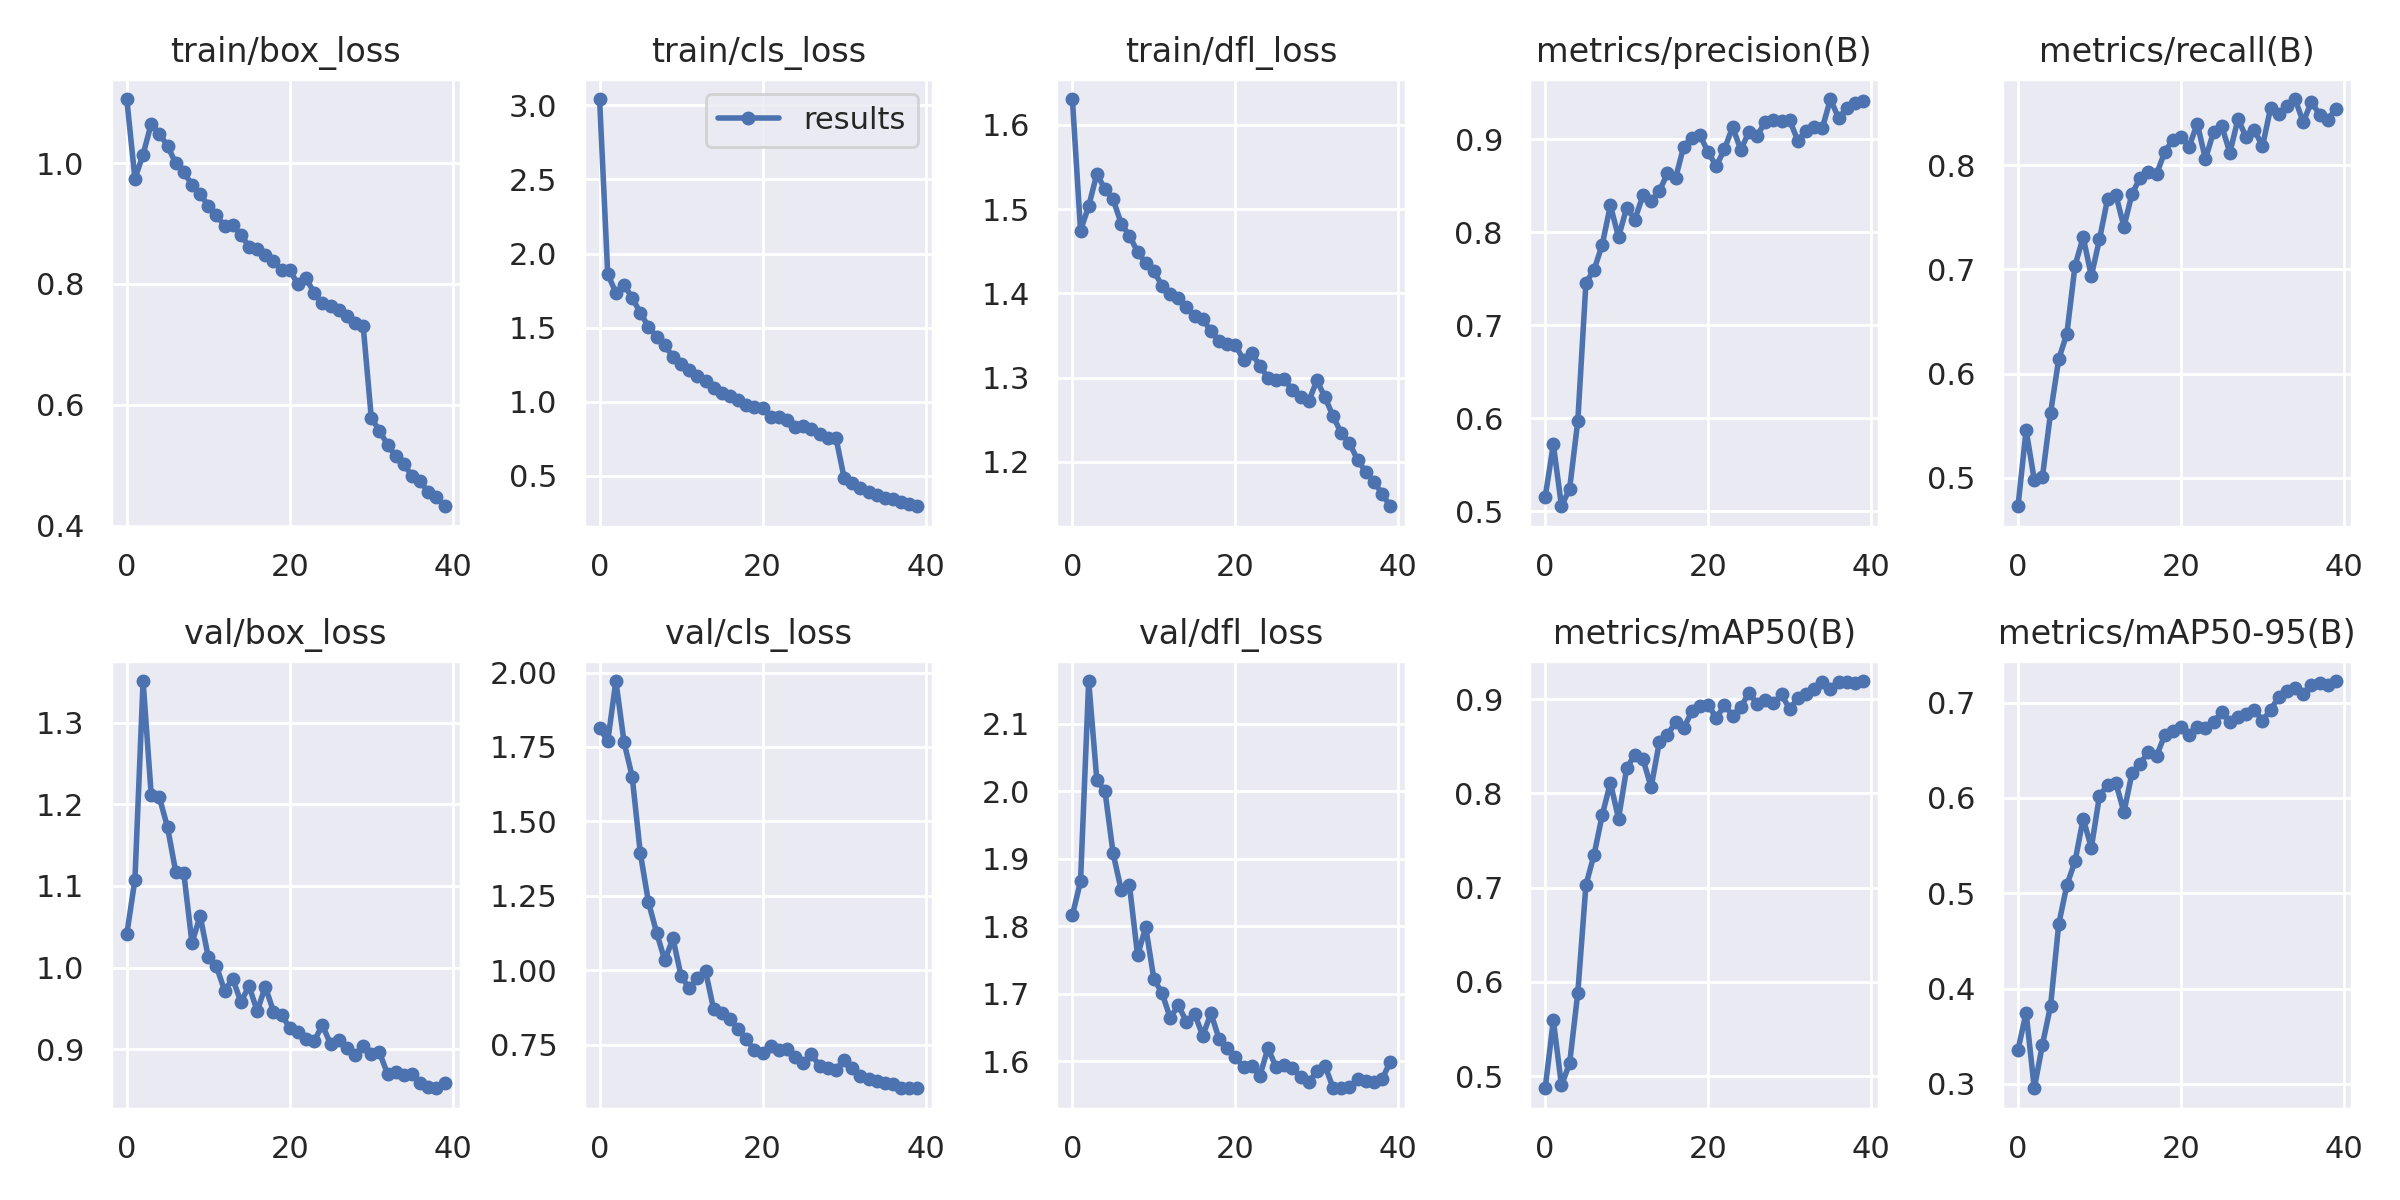 train/box_loss
1.0
0.8
0.6
0.4
0 20 40
train/cls_loss
results
3.0
2.5
2.0
1.5
1.0
0.5
0 20 40
train/dfl_loss
1.6
1.5
1.4
1.3
1.2
0 20 40
metrics/precision(B)
0.9
0.8
0.7
0.6
0.5
0 20 40
metrics/recall(B)
0.8
0.7
0.6
0.5
0 20 40
val/box_loss
1.3
1.2
1.1
1.0
0.9
0 20 40
val/cls_loss
2.00
1.75
1.50
1.25
1.00
0.75
0 20 40
val/dfl_loss
2.1
2.0
1.9
1.8
1.7
1.6
0 20 40
metrics/mAP50(B)
0.9
0.8
0.7
0.6
0.5
0 20 40
metrics/mAP50-95(B)
0.7
0.6
0.5
0.4
0.3
0 20 40